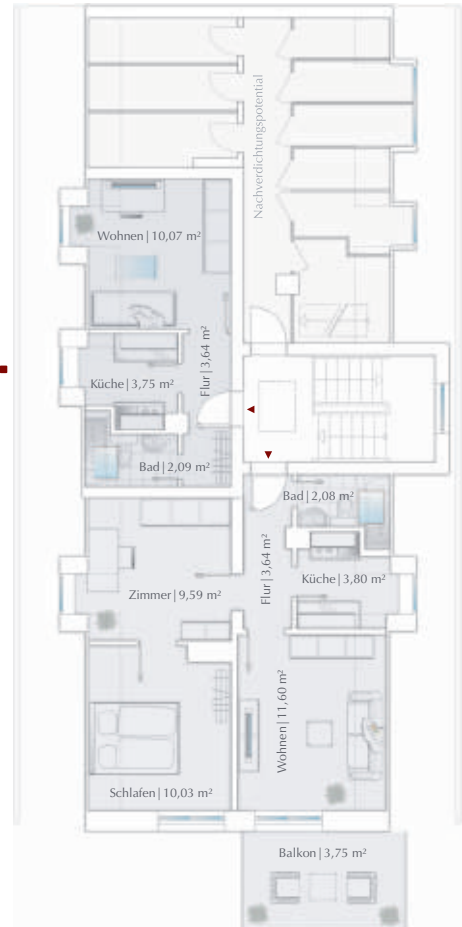 Nachverdichtungspotential
Wohnen | 10,07 m²
Flur | 3,64 m²
Küche | 3,75 m²
Bad | 2,09 m²
Bad | 2,08 m²
Zimmer | 9,59 m²
Flur | 3,64 m²
Küche | 3,80 m²
Wohnen | 11,60 m²
Schlafen | 10,03 m²
Balkon | 3,75 m²